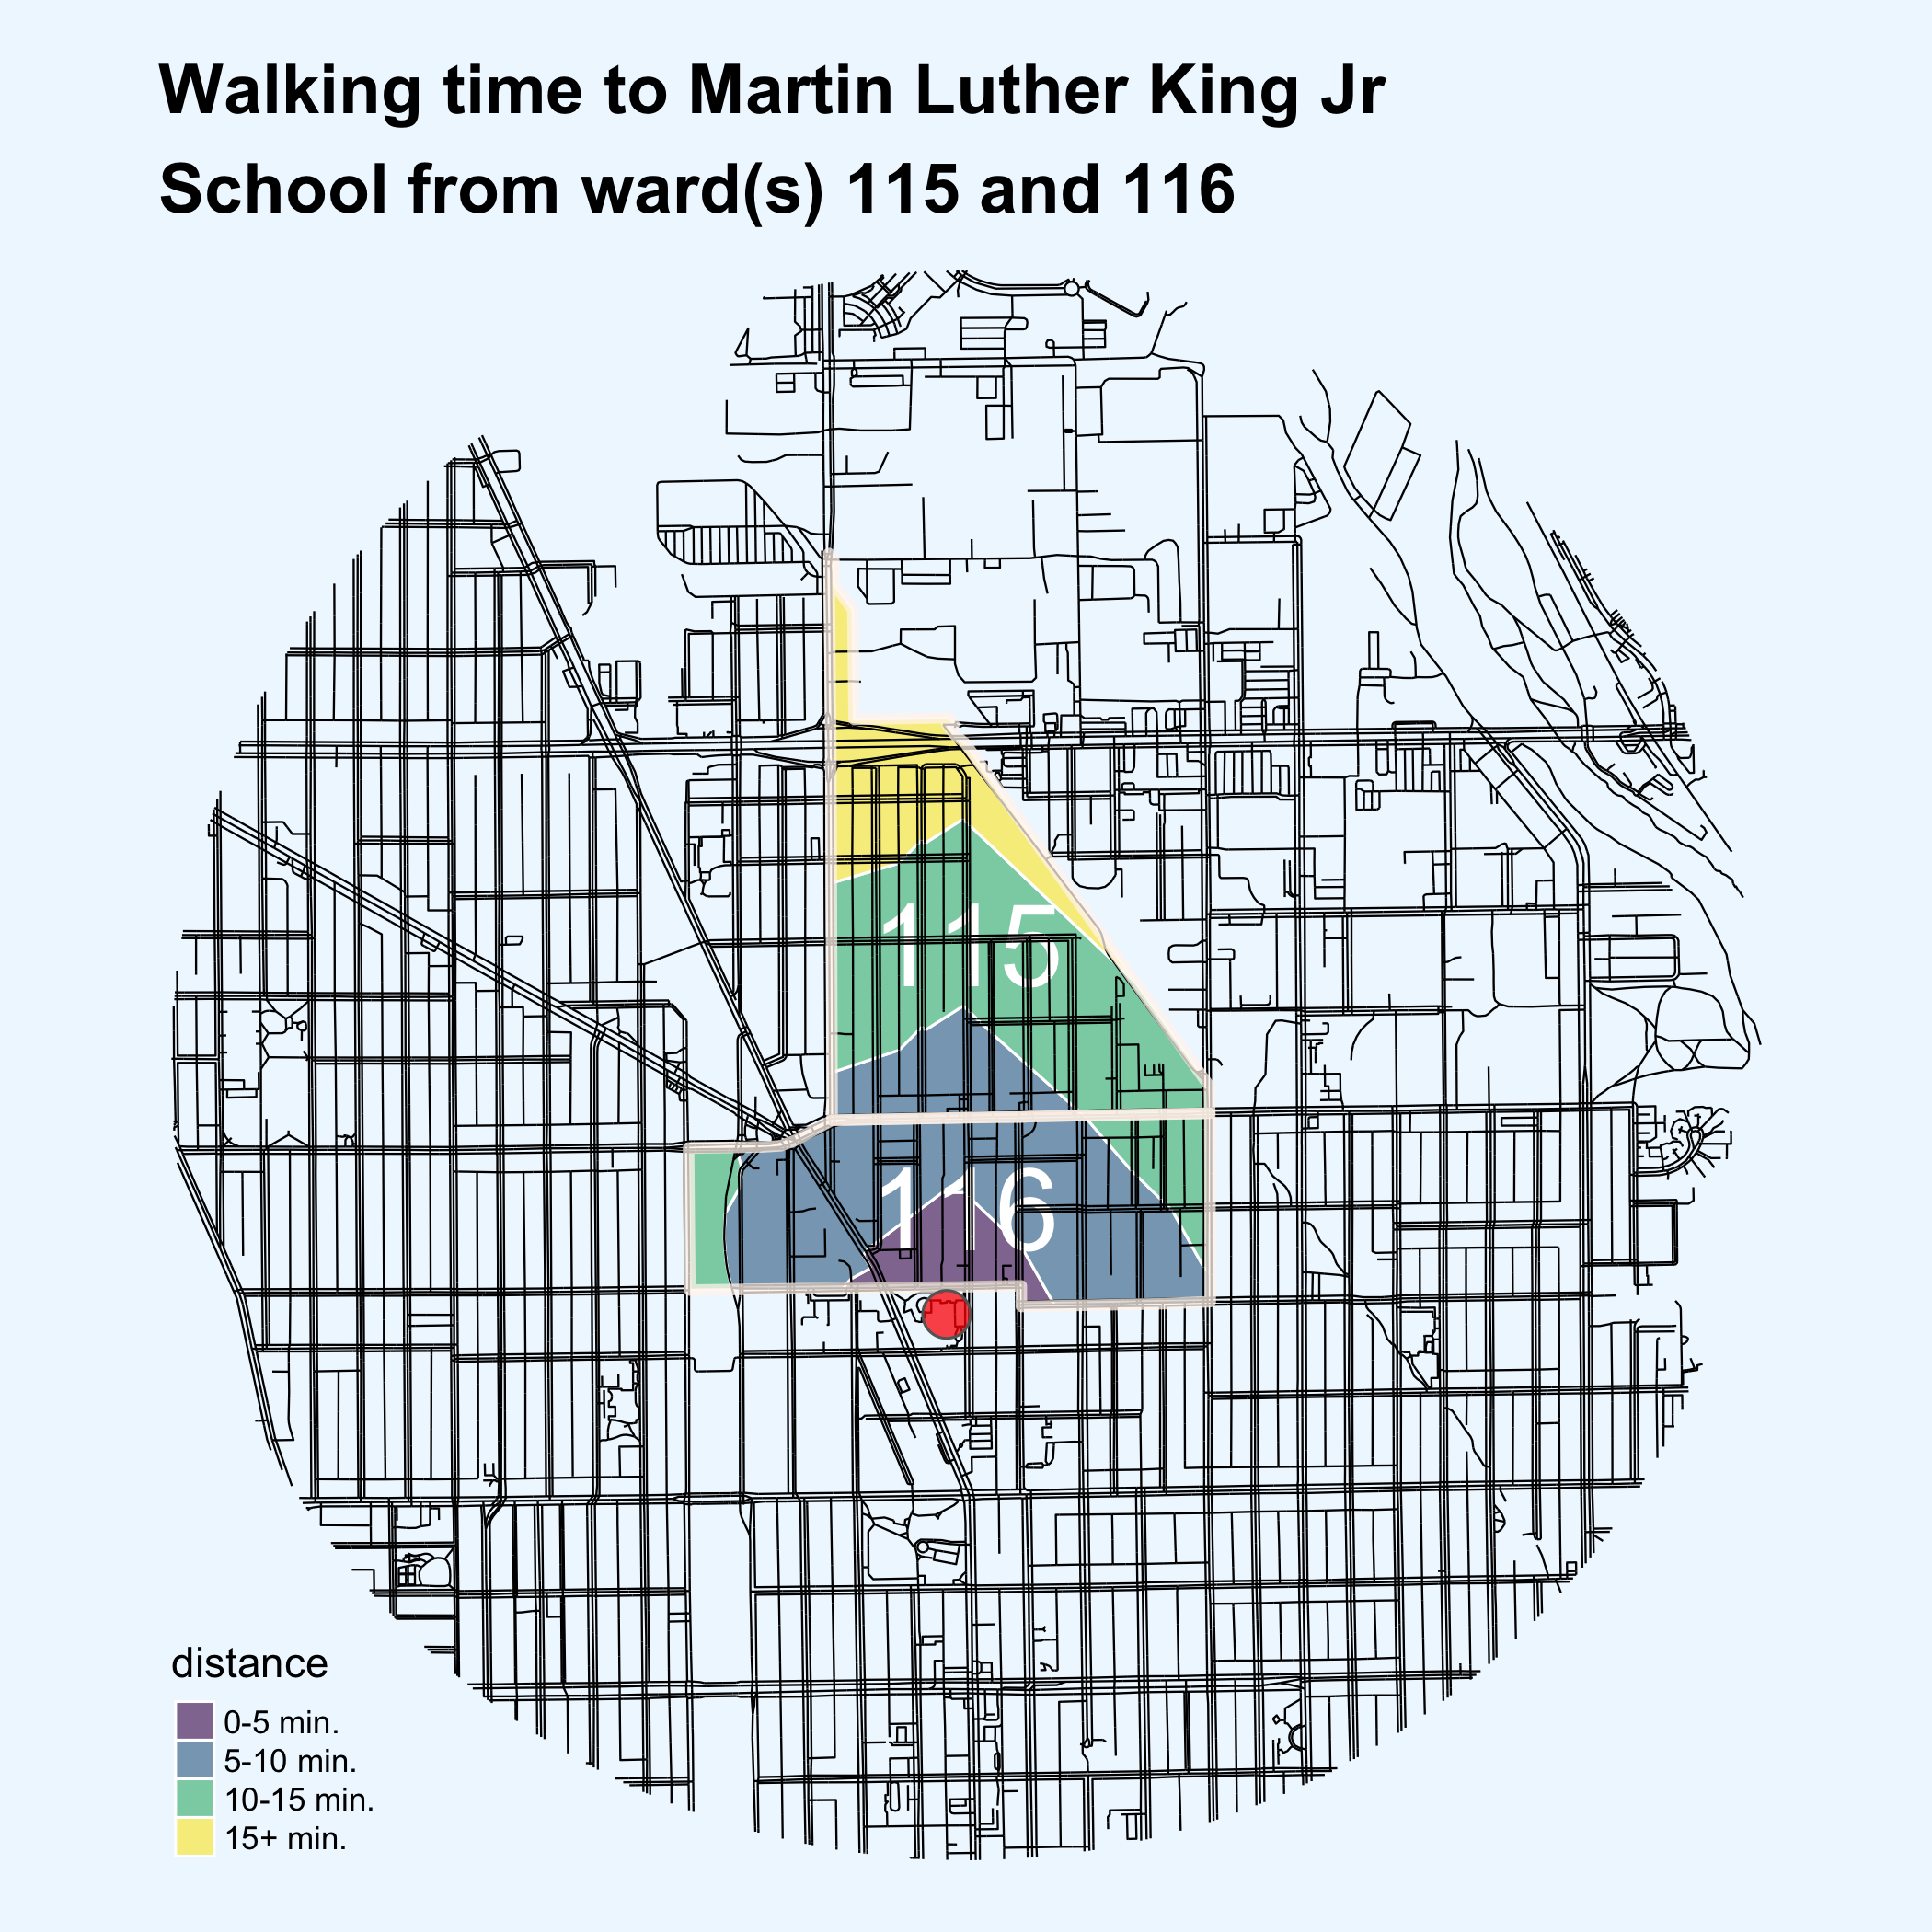 Walking time to Martin Luther King Jr
School from ward(s) 115 and 116
115
116
distance
0-5 min.
5-10 min.
10-15 min.
15+ min.